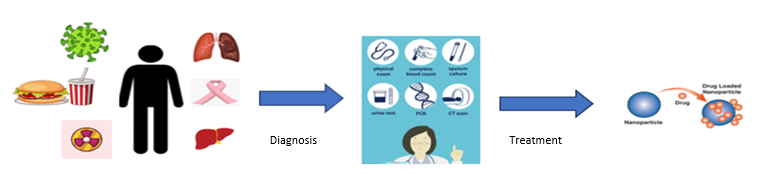 Diagnosis
physical
exam
complete
blood count
sputum
culture
urine test
PCR
CT scan
Treatment
Nanoparticle
Drug
Drug Loaded
Nanoparticle